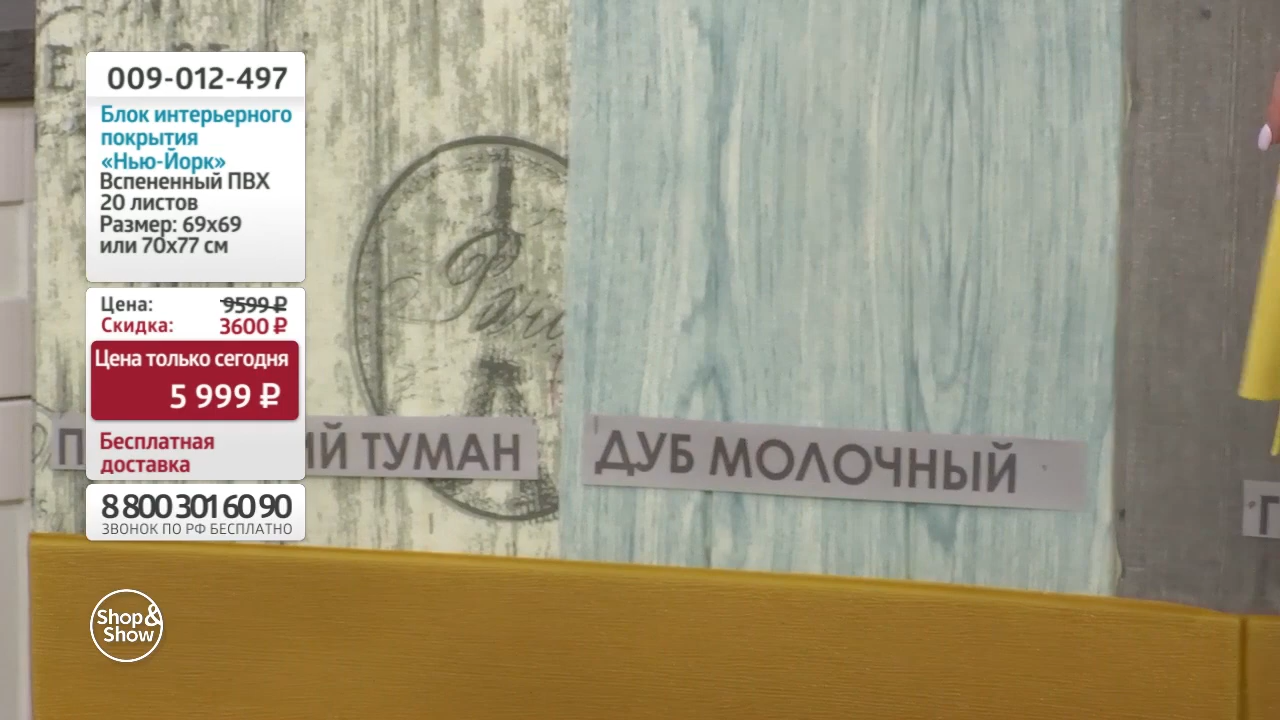 009-012-497
Блок интерьерного
покрытия
«Нью-Йорк»
Вспененный ПВХ
20 листов
Размер: 69х69
или 70х77 см
Цена: 9599 ₽
Скидка: 3600 ₽
Цена только сегодня
5 999 ₽
Бесплатная
доставка
8 800 301 60 90
ЗВОНОК ПО РФ БЕСПЛАТНО
ТУМАН
ДУБ МОЛОЧНЫЙ
Shop &
Show